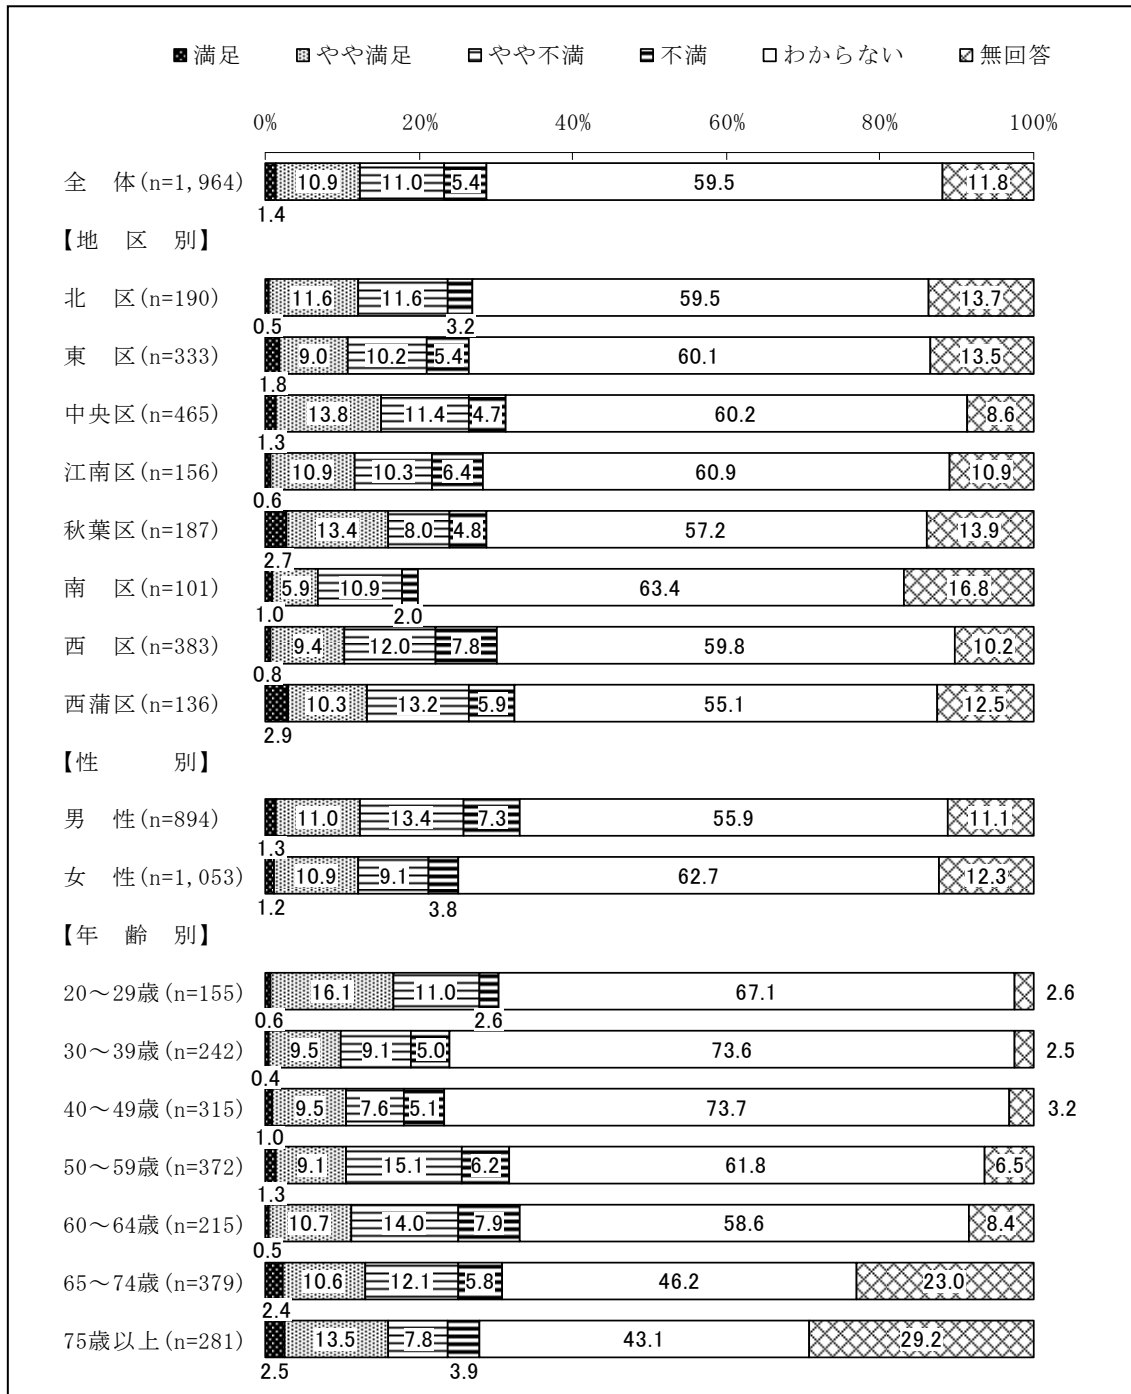 満足 やや満足 やや不満 不満 わからない 無回答
0% 20% 40% 60% 80% 100%
全 体(n=1,964) 10.9 11.0 5.4 59.5 11.8
1.4
【地 区 別】
北 区(n=190) 11.6 11.6 59.5 13.7
0.5 3.2
東 区(n=333) 9.0 10.2 5.4 60.1 13.5
1.8
中央区(n=465) 13.8 11.4 4.7 60.2 8.6
1.3
江南区(n=156) 10.9 10.3 6.4 60.9 10.9
0.6
秋葉区(n=187) 13.4 8.0 4.8 57.2 13.9
2.7
南 区(n=101) 5.9 10.9 63.4 16.8
1.0 2.0
西 区(n=383) 9.4 12.0 7.8 59.8 10.2
0.8
西蒲区(n=136) 10.3 13.2 5.9 55.1 12.5
2.9
【性 別】
男 性(n=894) 11.0 13.4 7.3 55.9 11.1
1.3
女 性(n=1,053) 10.9 9.1 62.7 12.3
1.2 3.8
【年 齢 別】
20～29歳(n=155) 16.1 11.0 67.1 2.6
0.6 2.6
30～39歳(n=242) 9.5 9.1 5.0 73.6 2.5
0.4
40～49歳(n=315) 9.5 7.6 5.1 73.7 3.2
1.0
50～59歳(n=372) 9.1 15.1 6.2 61.8 6.5
1.3
60～64歳(n=215) 10.7 14.0 7.9 58.6 8.4
0.5
65～74歳(n=379) 10.6 12.1 5.8 46.2 23.0
2.4
75歳以上(n=281) 13.5 7.8 43.1 29.2
2.5 3.9